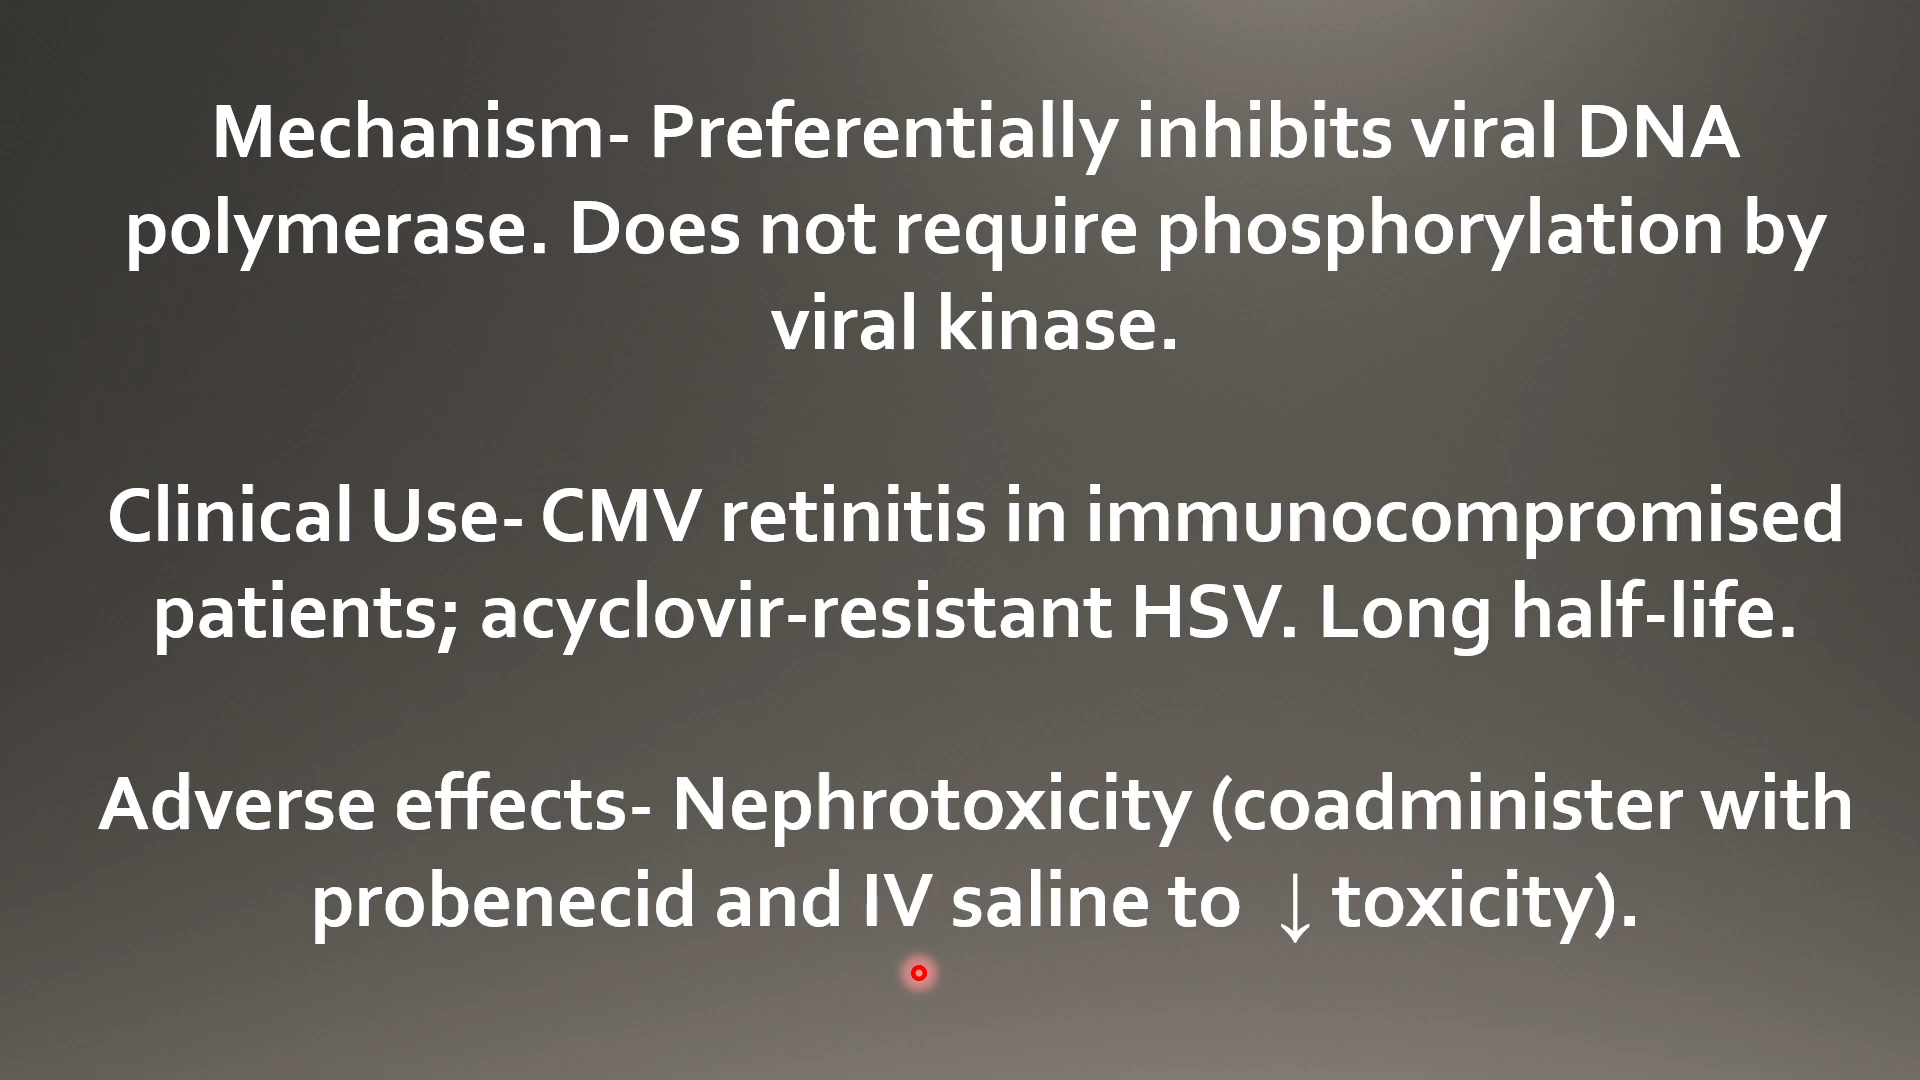 Mechanism- Preferentially inhibits viral DNA
polymerase. Does not require phosphorylation by
viral kinase.
Clinical Use- CMV retinitis in immunocompromised
patients; acyclovir-resistant HSV. Long half-life.
Adverse effects- Nephrotoxicity (coadminister with
probenecid and IV saline to ↓ toxicity).